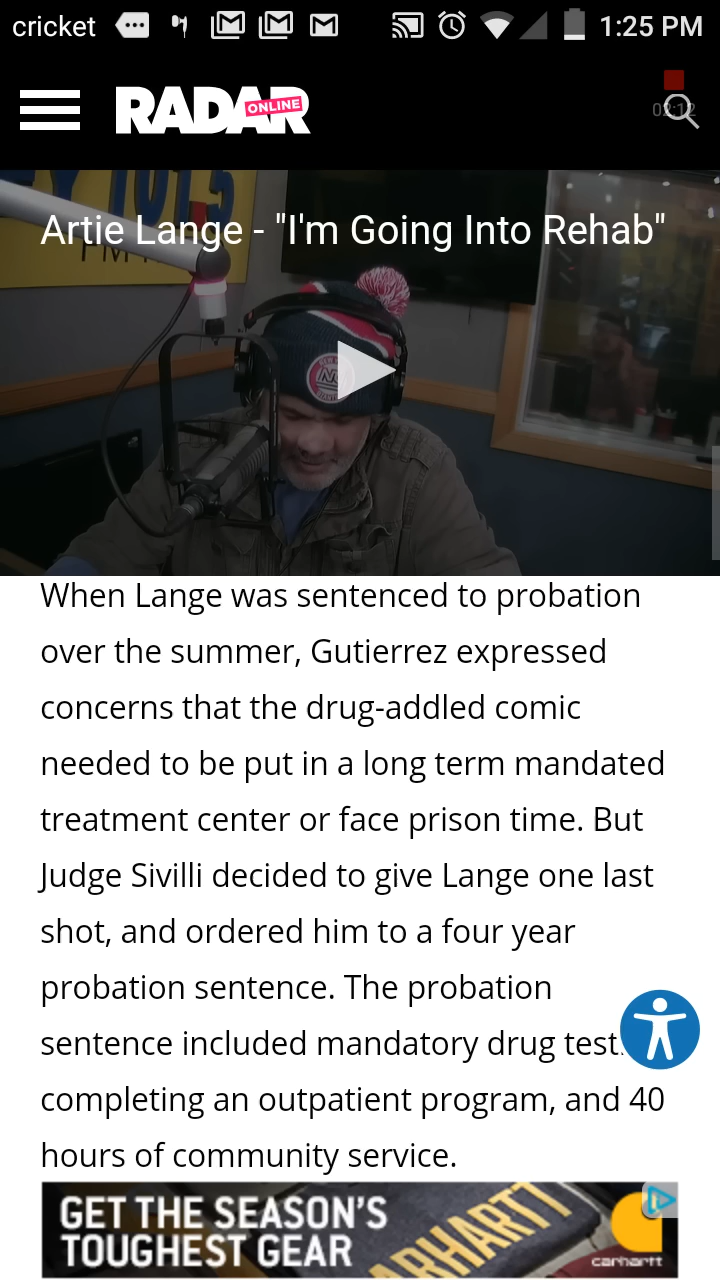 cricket 1:25 PM
RADAR ONLINE
02:12
Artie Lange - "I'm Going Into Rehab"
When Lange was sentenced to probation
over the summer, Gutierrez expressed
concerns that the drug-addled comic
needed to be put in a long term mandated
treatment center or face prison time. But
Judge Sivilli decided to give Lange one last
shot, and ordered him to a four year
probation sentence. The probation
sentence included mandatory drug test
completing an outpatient program, and 40
hours of community service.
GET THE SEASON'S
TOUGHEST GEAR
ARHARTT
carhartt